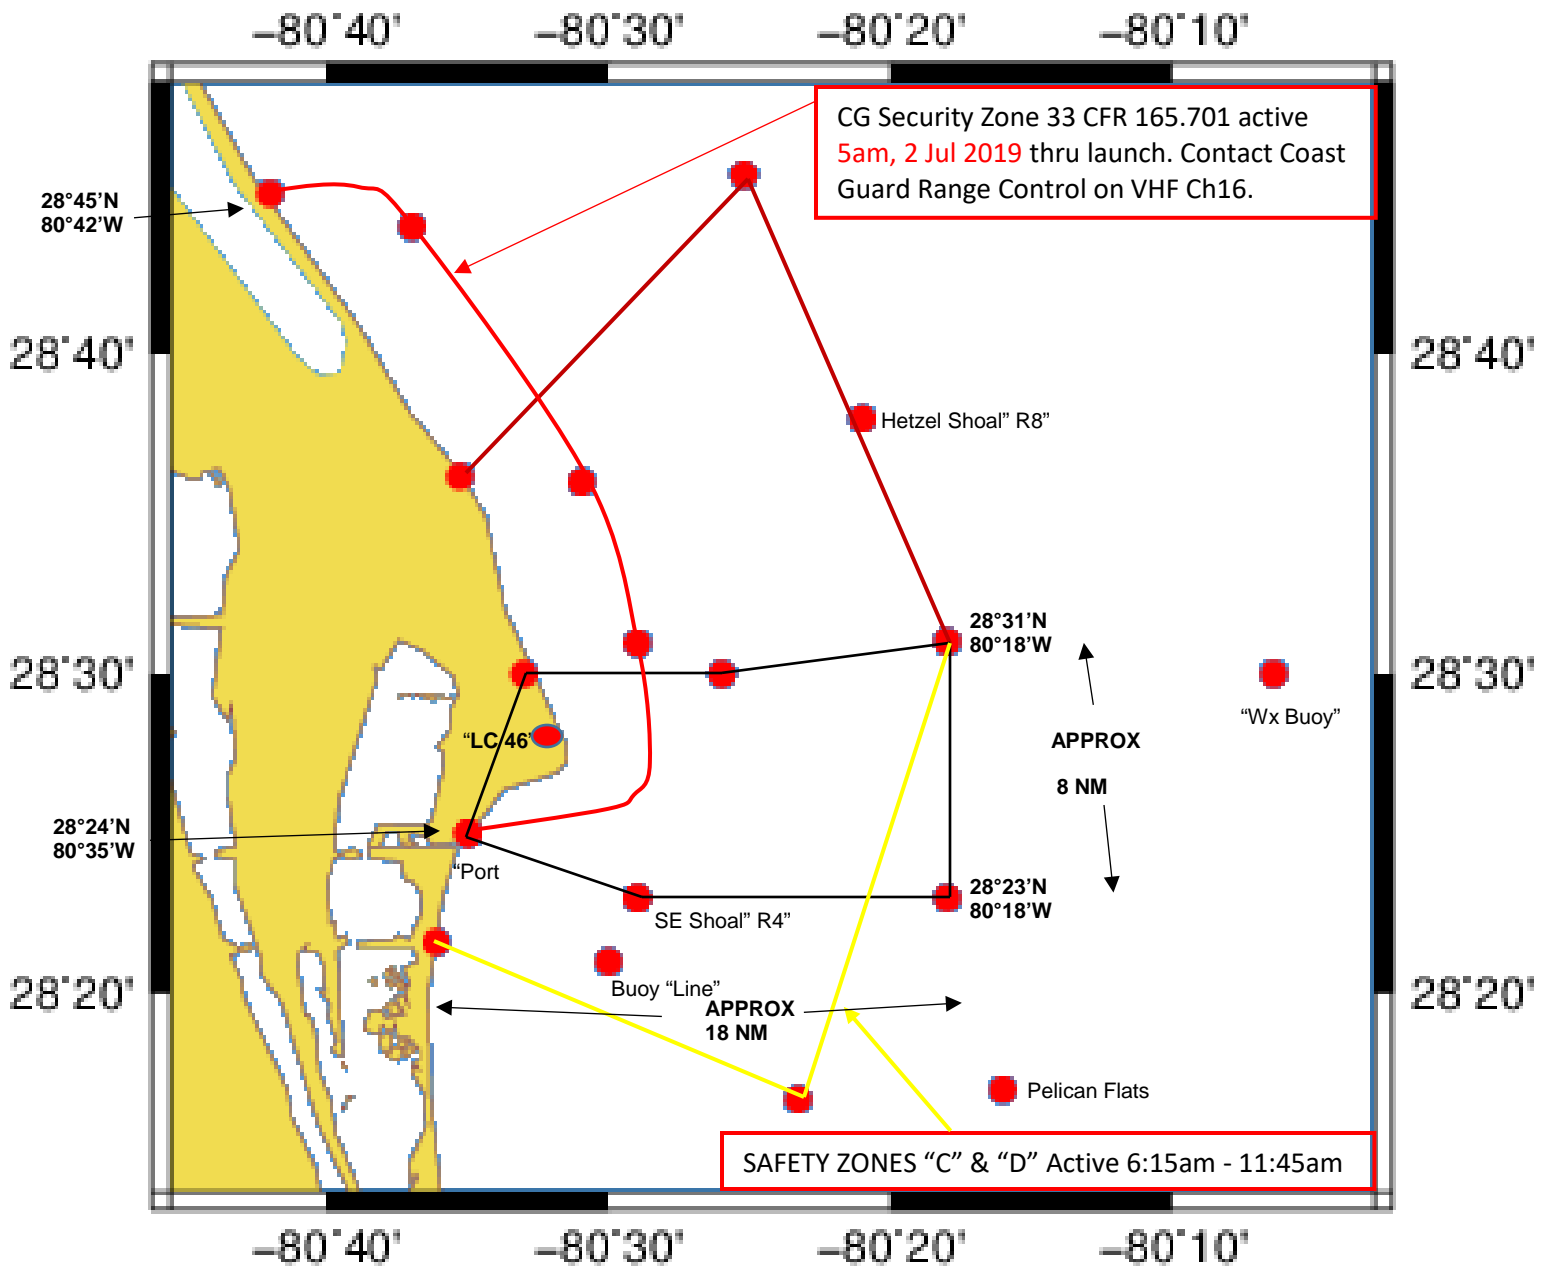 −80˚40' −80˚30' −80˚20' −80˚10'
CG Security Zone 33 CFR 165.701 active
5am, 2 Jul 2019 thru launch. Contact Coast
Guard Range Control on VHF Ch16.
28°45’N
80°42’W
28˚40' 28˚40'
Hetzel Shoal” R8”
28°31’N
80°18’W
28˚30' 28˚30'
“Wx Buoy”
“LC 46”
APPROX
8 NM
28°24’N
80°35’W
“Port
28°23’N
80°18’W
SE Shoal” R4”
Buoy “Line”
28˚20' 28˚20'
APPROX
18 NM
Pelican Flats
SAFETY ZONES “C” & “D” Active 6:15am - 11:45am
−80˚40' −80˚30' −80˚20' −80˚10'